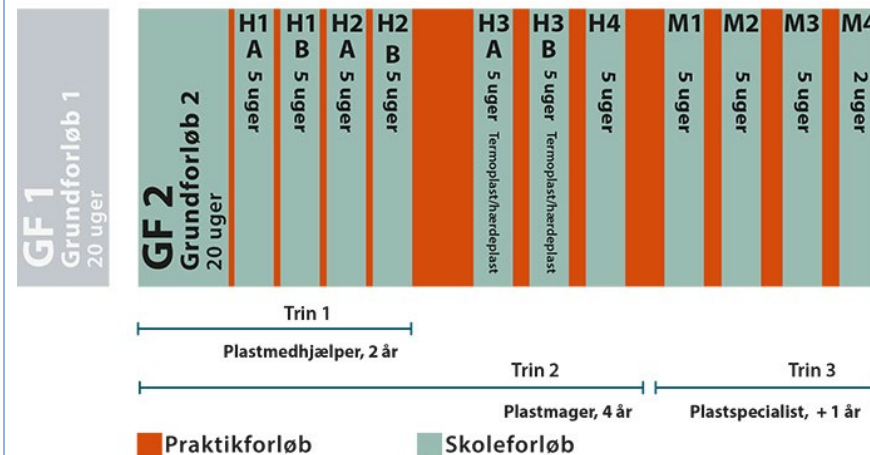 GF 1
Grundforløb 1
20 uger
GF 2
Grundforløb 2
20 uger
H1
A
5 uger
H1
B
5 uger
H2
A
5 uger
H2
B
5 uger
H3
A
5 uger
Termoplast/hærdeplast
H3
B
5 uger
Termoplast/hærdeplast
H4
5 uger
M1
5 uger
M2
5 uger
M3
5 uger
M4
2 uger
Trin 1
Plastmedhjælper, 2 år
Trin 2
Plastmager, 4 år
Trin 3
Plastspecialist, + 1 år
Praktikforløb
Skoleforløb